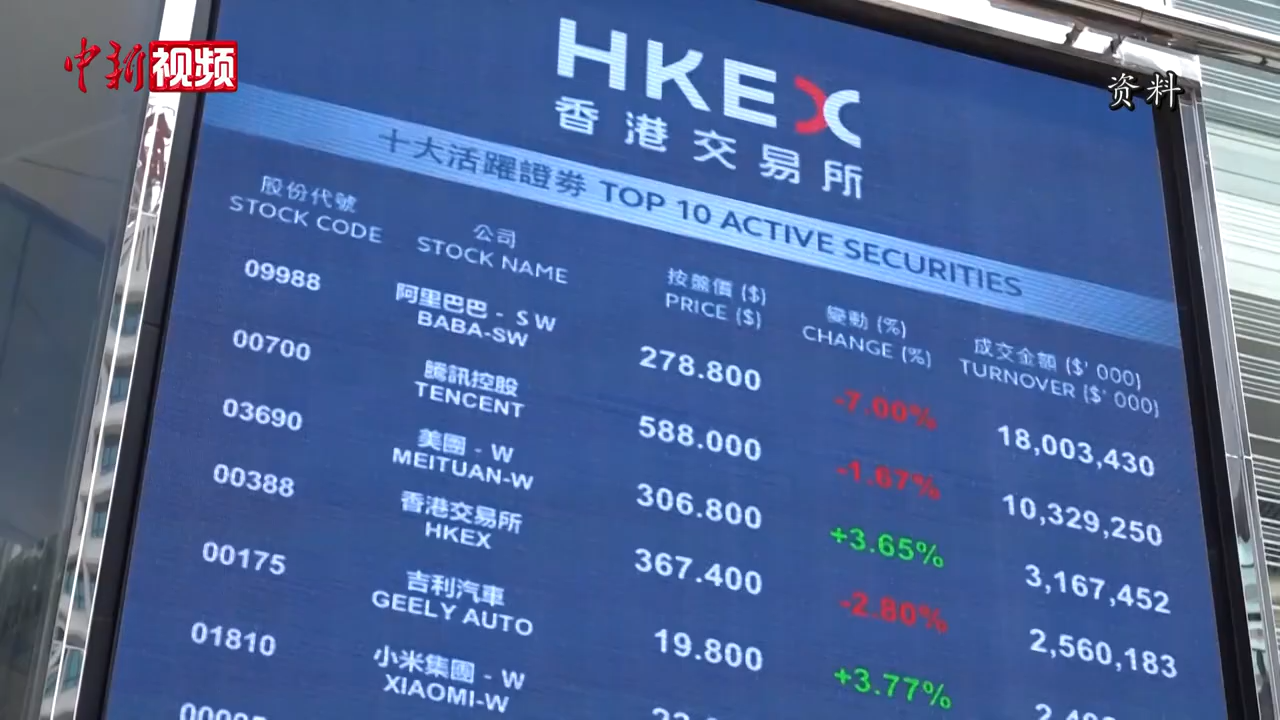 中新视频
资料
HKEX
香港交易所
十大活躍證券 TOP 10 ACTIVE SECURITIES
股份代號 公司 按盤價 ($) 變動 (%) 成交金額 ($' 000)
STOCK CODE STOCK NAME PRICE ($) CHANGE (%) TURNOVER ($' 000)
09988 阿里巴巴 - S W 278.800 -7.00% 18,003,430
BABA-SW
00700 騰訊控股 588.000 -1.67% 10,329,250
TENCENT
03690 美團 - W 306.800 +3.65% 3,167,452
MEITUAN-W
00388 香港交易所 367.400 -2.80% 2,560,183
HKEX
00175 吉利汽車 19.800 +3.77%
GEELY AUTO
01810 小米集團 - W
XIAOMI-W